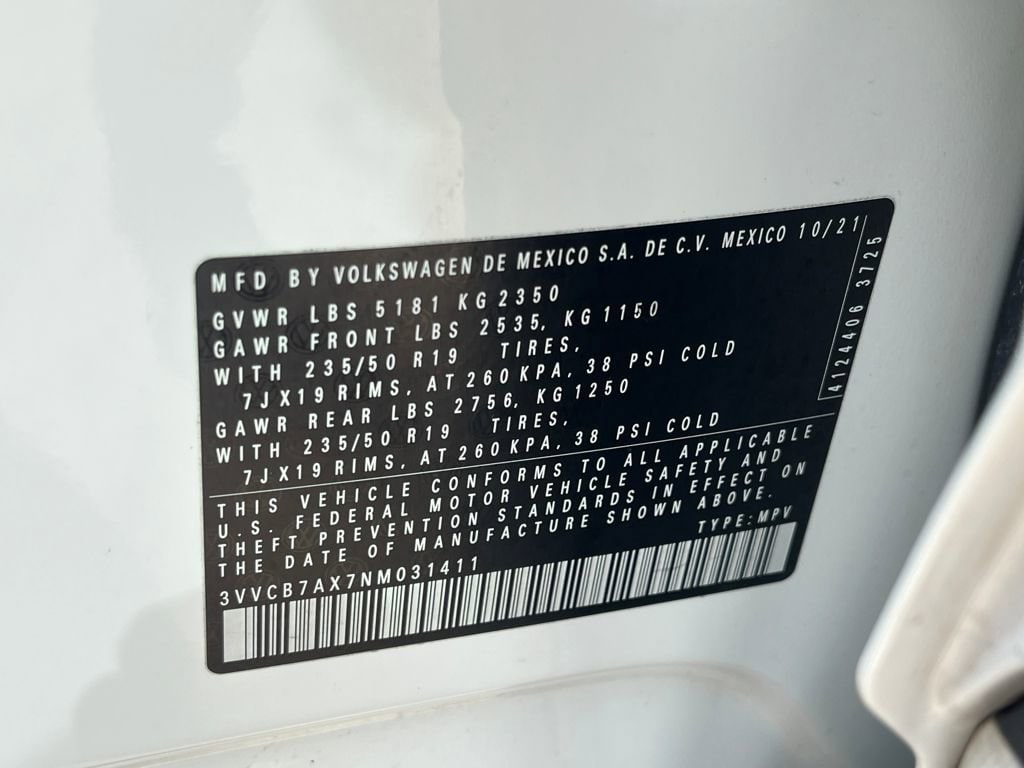 MFD BY VOLKSWAGEN DE MEXICO S.A. DE C.V. MEXICO 10/21
GVWR LBS 5181 KG 2350
GAWR FRONT LBS 2535, KG 1150
WITH 235/50 R19 TIRES,
7JX19 RIMS, AT 260 KPA, 38 PSI COLD
GAWR REAR LBS 2756, KG 1250
WITH 235/50 R19 TIRES,
7JX19 RIMS, AT 260 KPA, 38 PSI COLD
4124406 3725
THIS VEHICLE CONFORMS TO ALL APPLICABLE
U.S. FEDERAL MOTOR VEHICLE SAFETY AND
THEFT PREVENTION STANDARDS IN EFFECT ON
THE DATE OF MANUFACTURE SHOWN ABOVE.
3VVCB7AX7NM031411 TYPE: MPV